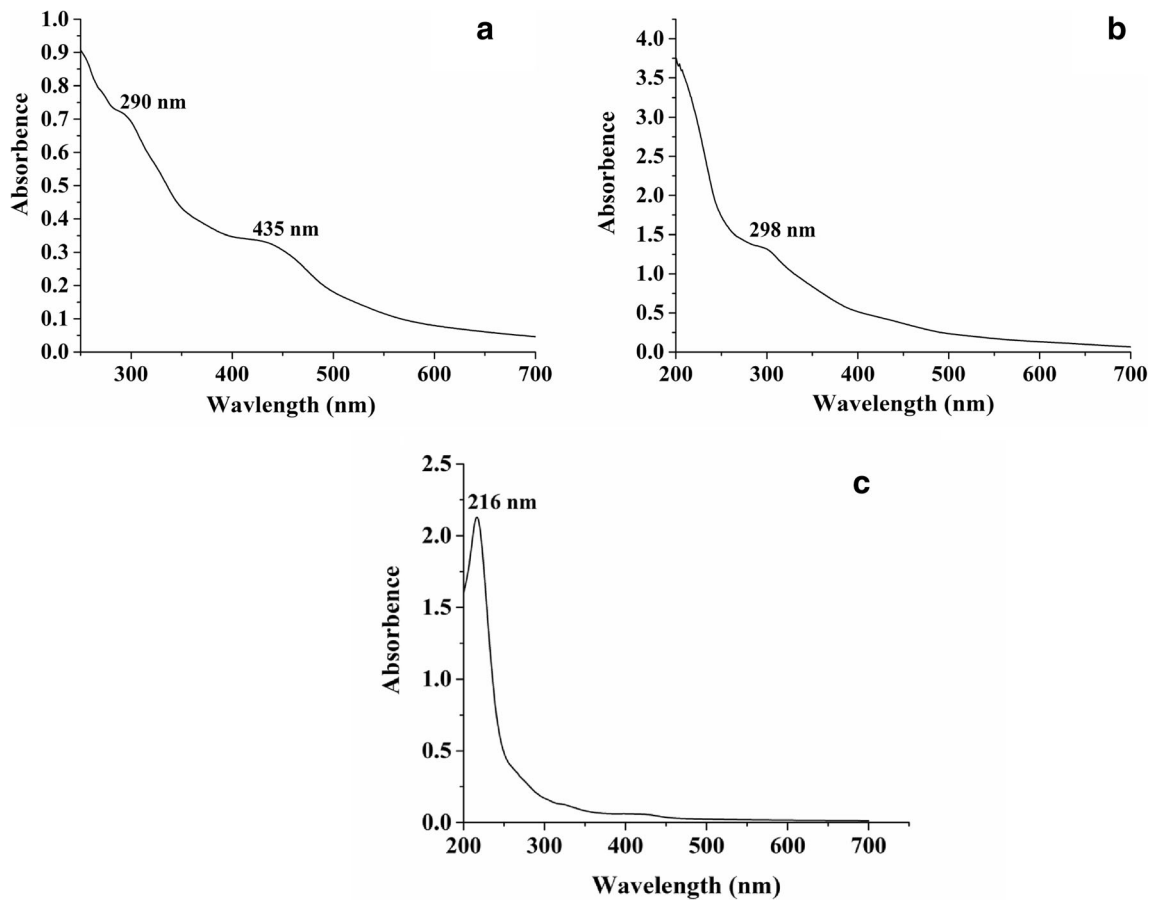 a
1.0
0.9
0.8
0.7
0.6
0.5
0.4
0.3
0.2
0.1
0.0
Absorbence
290 nm
435 nm
300 400 500 600 700
Wavlength (nm)
b
4.0
3.5
3.0
2.5
2.0
1.5
1.0
0.5
0.0
Absorbence
298 nm
200 300 400 500 600 700
Wavelength (nm)
c
2.5
2.0
1.5
1.0
0.5
0.0
Absorbence
216 nm
200 300 400 500 600 700
Wavelength (nm)